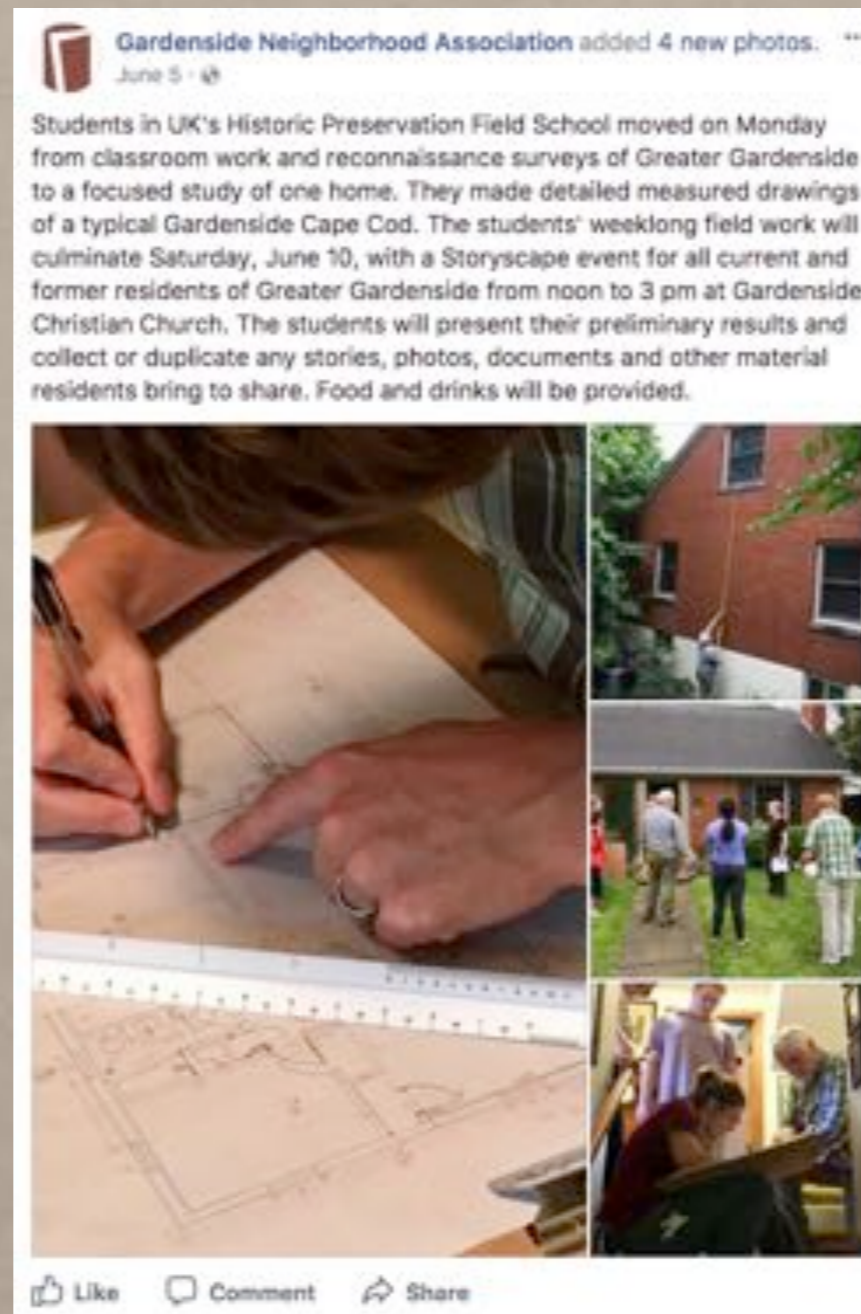 Gardenside Neighborhood Association added 4 new photos.
June 5 ·
Students in UK's Historic Preservation Field School moved on Monday
from classroom work and reconnaissance surveys of Greater Gardenside
to a focused study of one home. They made detailed measured drawings
of a typical Gardenside Cape Cod. The students' weeklong field work will
culminate Saturday, June 10, with a Storyscape event for all current and
former residents of Greater Gardenside from noon to 3 pm at Gardenside
Christian Church. The students will present their preliminary results and
collect or duplicate any stories, photos, documents and other material
residents bring to share. Food and drinks will be provided.
Like Comment Share